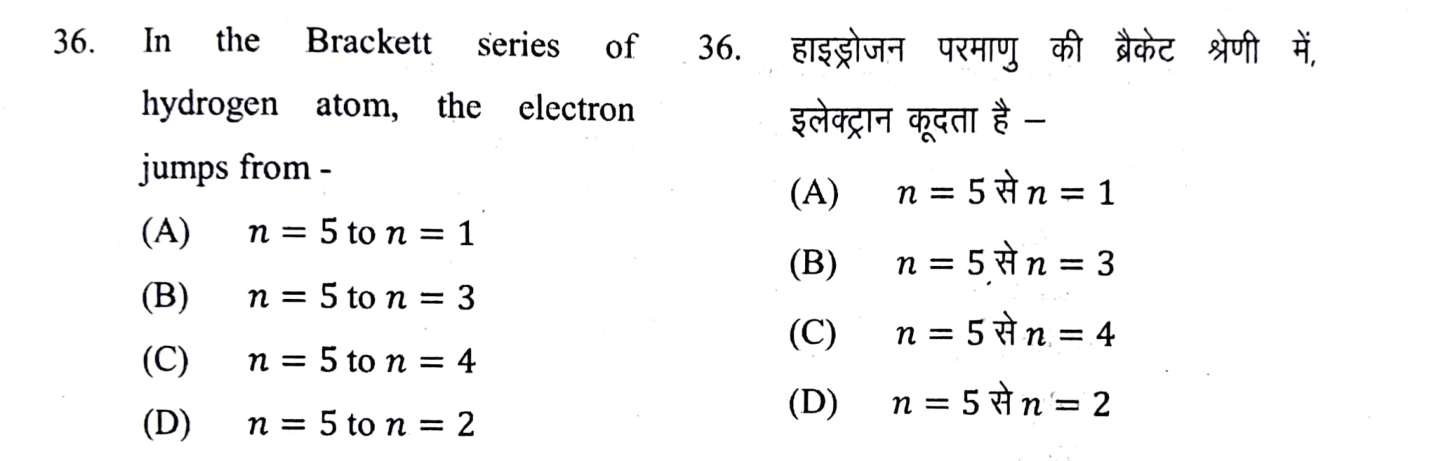 36. In the Brackett series of
hydrogen atom, the electron
jumps from -
(A) n = 5 to n = 1
(B) n = 5 to n = 3
(C) n = 5 to n = 4
(D) n = 5 to n = 2
36. हाइड्रोजन परमाणु की ब्रैकेट श्रेणी में,
इलेक्ट्रान कूदता है –
(A) n = 5 से n = 1
(B) n = 5 से n = 3
(C) n = 5 से n = 4
(D) n = 5 से n = 2